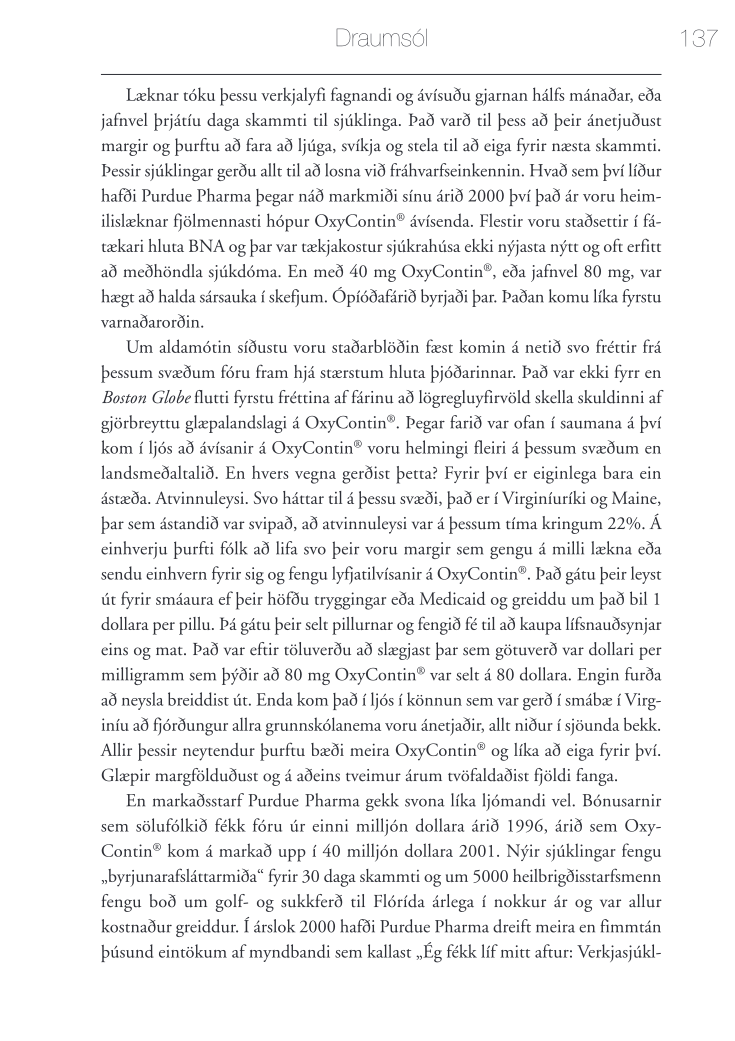 Draumsól 137
Læknar tóku þessu verkjalyfi fagnandi og ávísuðu gjarnan hálfs mánaðar, eða
jafnvel þrjátíu daga skammti til sjúklinga. Það varð til þess að þeir ánetjuðust
margir og þurftu að fara að ljúga, svíkja og stela til að eiga fyrir næsta skammti.
Þessir sjúklingar gerðu allt til að losna við fráhvarfseinkennin. Hvað sem því líður
hafði Purdue Pharma þegar náð markmiði sínu árið 2000 því það ár voru heim-
ilislæknar fjölmennasti hópur OxyContin® ávísenda. Flestir voru staðsettir í fá-
tækari hluta BNA og þar var tækjakostur sjúkrahúsa ekki nýjasta nýtt og oft erfitt
að meðhöndla sjúkdóma. En með 40 mg OxyContin®, eða jafnvel 80 mg, var
hægt að halda sársauka í skefjum. Ópíóðafárið byrjaði þar. Þaðan komu líka fyrstu
varnaðarorðin.
Um aldamótin síðustu voru staðarblöðin fæst komin á netið svo fréttir frá
þessum svæðum fóru fram hjá stærstum hluta þjóðarinnar. Það var ekki fyrr en
Boston Globe flutti fyrstu fréttina af fárinu að lögregluyfirvöld skella skuldinni af
gjörbreyttu glæpalandslagi á OxyContin®. Þegar farið var ofan í saumana á því
kom í ljós að ávísanir á OxyContin® voru helmingi fleiri á þessum svæðum en
landsmeðaltalið. En hvers vegna gerðist þetta? Fyrir því er eiginlega bara ein
ástæða. Atvinnuleysi. Svo háttar til á þessu svæði, það er í Virginíuríki og Maine,
þar sem ástandið var svipað, að atvinnuleysi var á þessum tíma kringum 22%. Á
einhverju þurfti fólk að lifa svo þeir voru margir sem gengu á milli lækna eða
sendu einhvern fyrir sig og fengu lyfjatilvísanir á OxyContin®. Það gátu þeir leyst
út fyrir smáaura ef þeir höfðu tryggingar eða Medicaid og greiddu um það bil 1
dollara per pillu. Þá gátu þeir selt pillurnar og fengið fé til að kaupa lífsnauðsynjar
eins og mat. Það var eftir töluverðu að slægjast þar sem götuverð var dollari per
milligramm sem þýðir að 80 mg OxyContin® var selt á 80 dollara. Engin furða
að neysla breiddist út. Enda kom það í ljós í könnun sem var gerð í smábæ í Virg-
iníu að fjórðungur allra grunnskólanema voru ánetjaðir, allt niður í sjöunda bekk.
Allir þessir neytendur þurftu bæði meira OxyContin® og líka að eiga fyrir því.
Glæpir margfölduðust og á aðeins tveimur árum tvöfaldaðist fjöldi fanga.
En markaðsstarf Purdue Pharma gekk svona líka ljómandi vel. Bónusarnir
sem sölufólkið fékk fóru úr einni milljón dollara árið 1996, árið sem Oxy-
Contin® kom á markað upp í 40 milljón dollara 2001. Nýir sjúklingar fengu
„byrjunarafsláttarmiða“ fyrir 30 daga skammti og um 5000 heilbrigðisstarfsmenn
fengu boð um golf- og sukkferð til Flórída árlega í nokkur ár og var allur
kostnaður greiddur. Í árslok 2000 hafði Purdue Pharma dreift meira en fimmtán
þúsund eintökum af myndbandi sem kallast „Ég fékk líf mitt aftur: Verkjasjúkl-